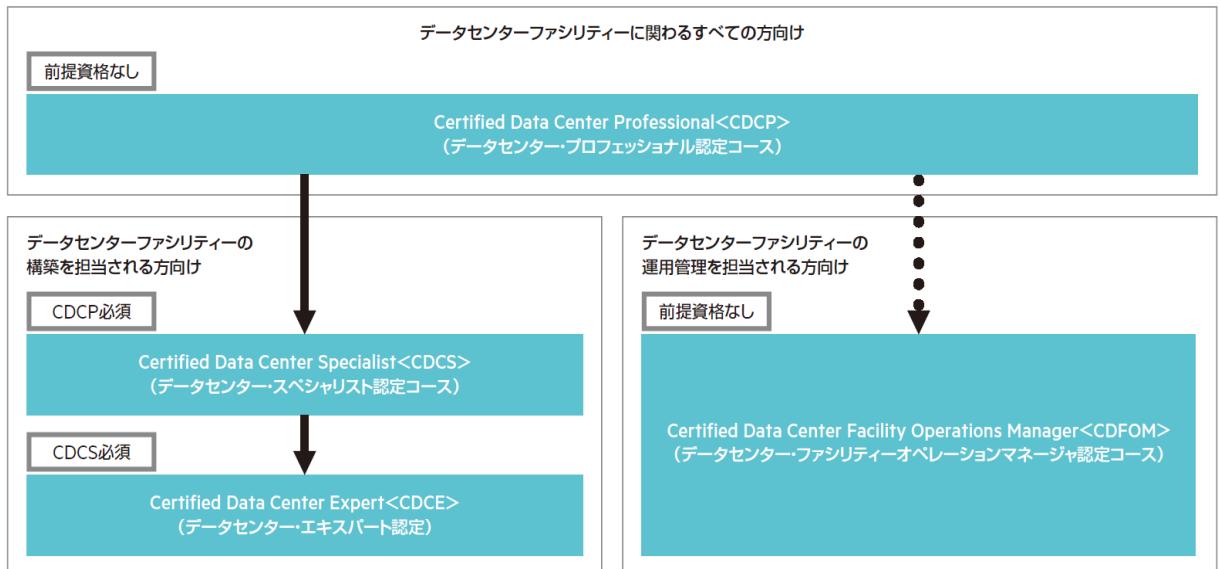 データセンターファシリティーに関わるすべての方向け
前提資格なし
Certified Data Center Professional<CDCP>
(データセンター・プロフェッショナル認定コース)
データセンターファシリティーの
構築を担当される方向け
CDCP必須
Certified Data Center Specialist<CDCS>
(データセンター・スペシャリスト認定コース)
CDCS必須
Certified Data Center Expert<CDCE>
(データセンター・エキスパート認定)
データセンターファシリティーの
運用管理を担当される方向け
前提資格なし
Certified Data Center Facility Operations Manager<CDFOM>
(データセンター・ファシリティーオペレーションマネージャ認定コース)